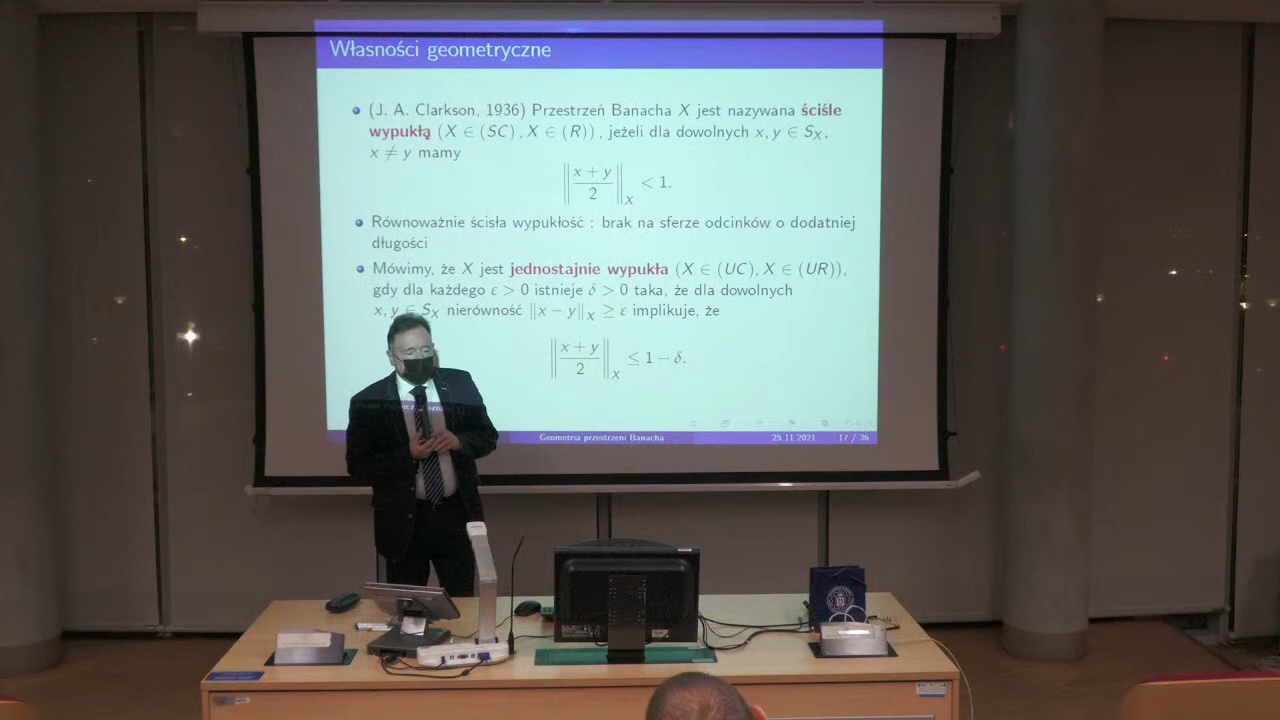 Własności geometryczne
(J. A. Clarkson, 1936) Przestrzeń Banacha X jest nazywana ściśle
wypukłą (X ∈ (SC), X ∈ (R)), jeżeli dla dowolnych x, y ∈ S_X,
x ≠ y mamy
‖(x + y)/2‖_X < 1.
Równoważnie ścisła wypukłość : brak na sferze odcinków o dodatniej
długości
Mówimy, że X jest jednostajnie wypukła (X ∈ (UC), X ∈ (UR)),
gdy dla każdego ε > 0 istnieje δ > 0 taka, że dla dowolnych
x, y ∈ S_X nierówność ‖x − y‖_X ≥ ε implikuje, że
‖(x + y)/2‖_X ≤ 1 − δ.
Geometria przestrzeni Banacha 25.11.2021 17 / 36